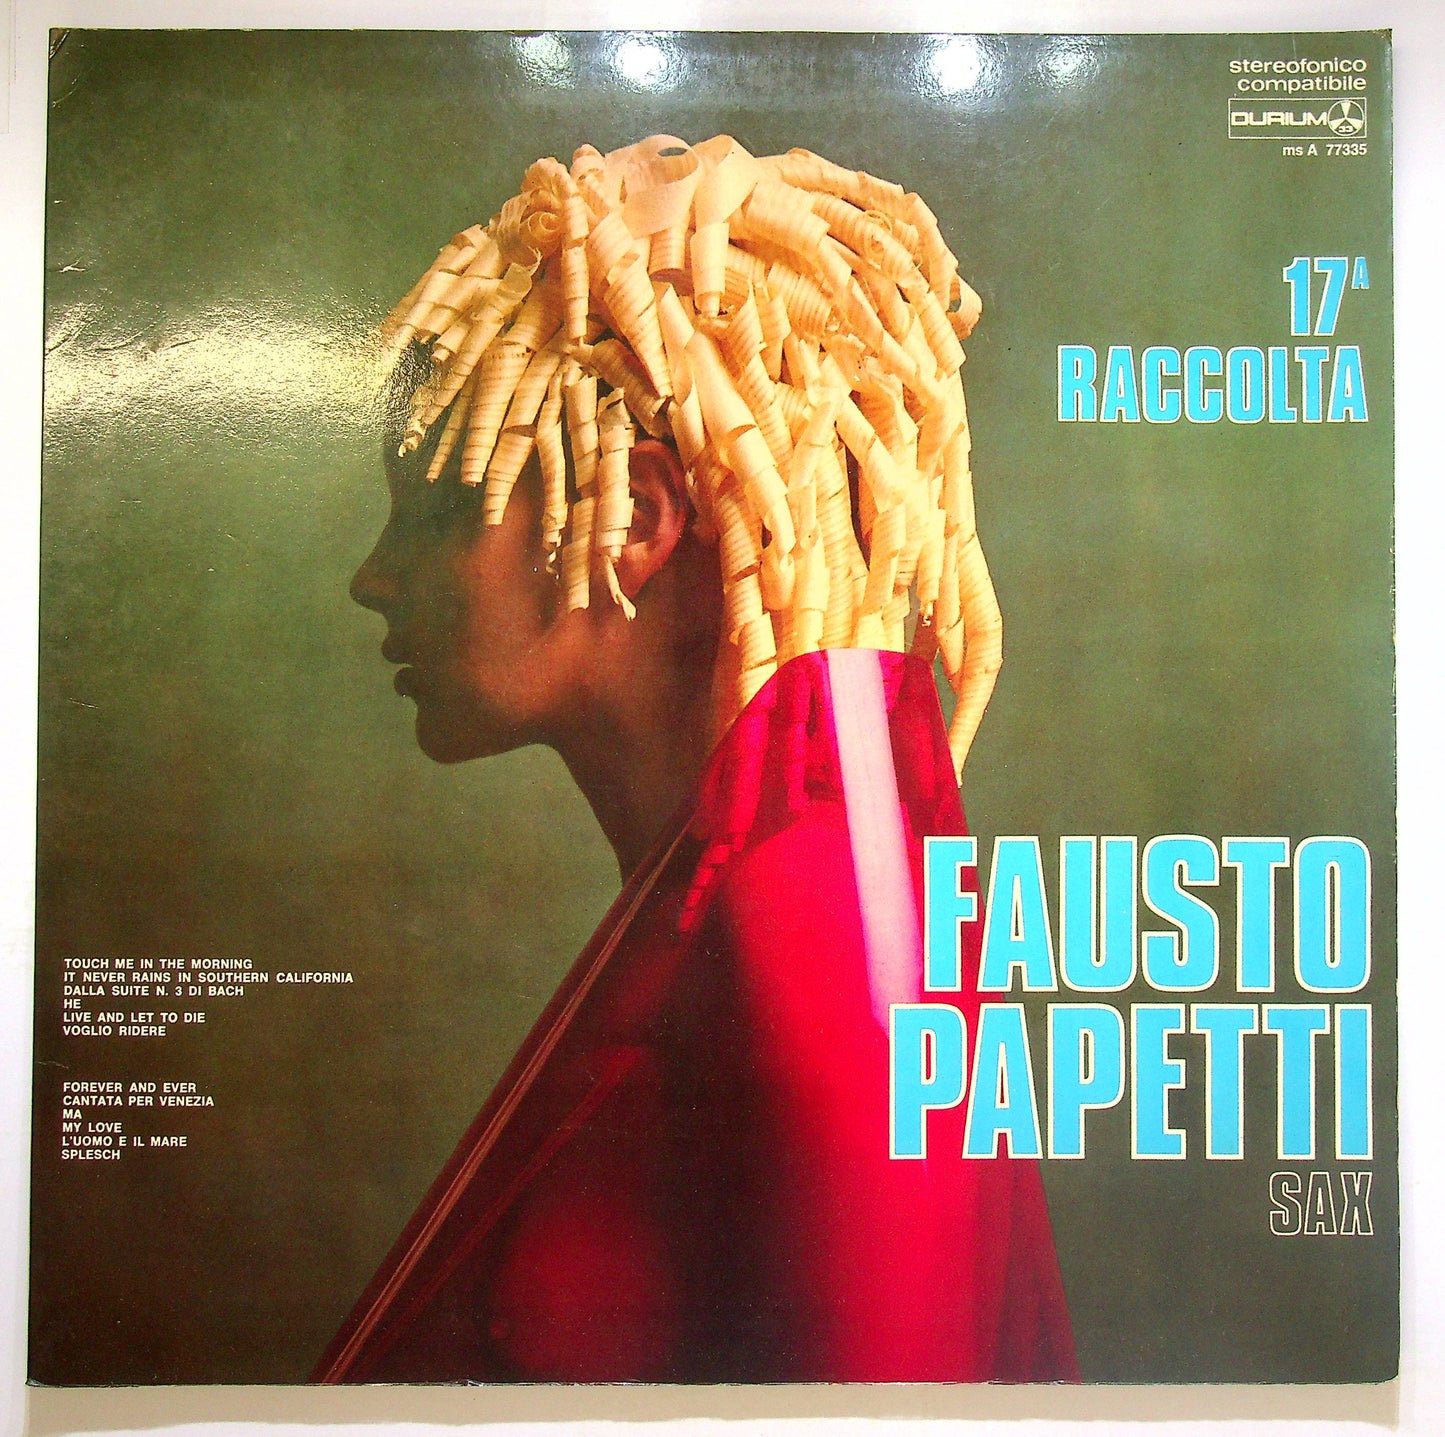 stereofonico
compatibile
DURIUM 33
ms A 77335
17A
RACCOLTA
FAUSTO
PAPETTI
SAX
TOUCH ME IN THE MORNING
IT NEVER RAINS IN SOUTHERN CALIFORNIA
DALLA SUITE N. 3 DI BACH
HE
LIVE AND LET TO DIE
VOGLIO RIDERE
FOREVER AND EVER
CANTATA PER VENEZIA
MA
MY LOVE
L'UOMO E IL MARE
SPLESCH